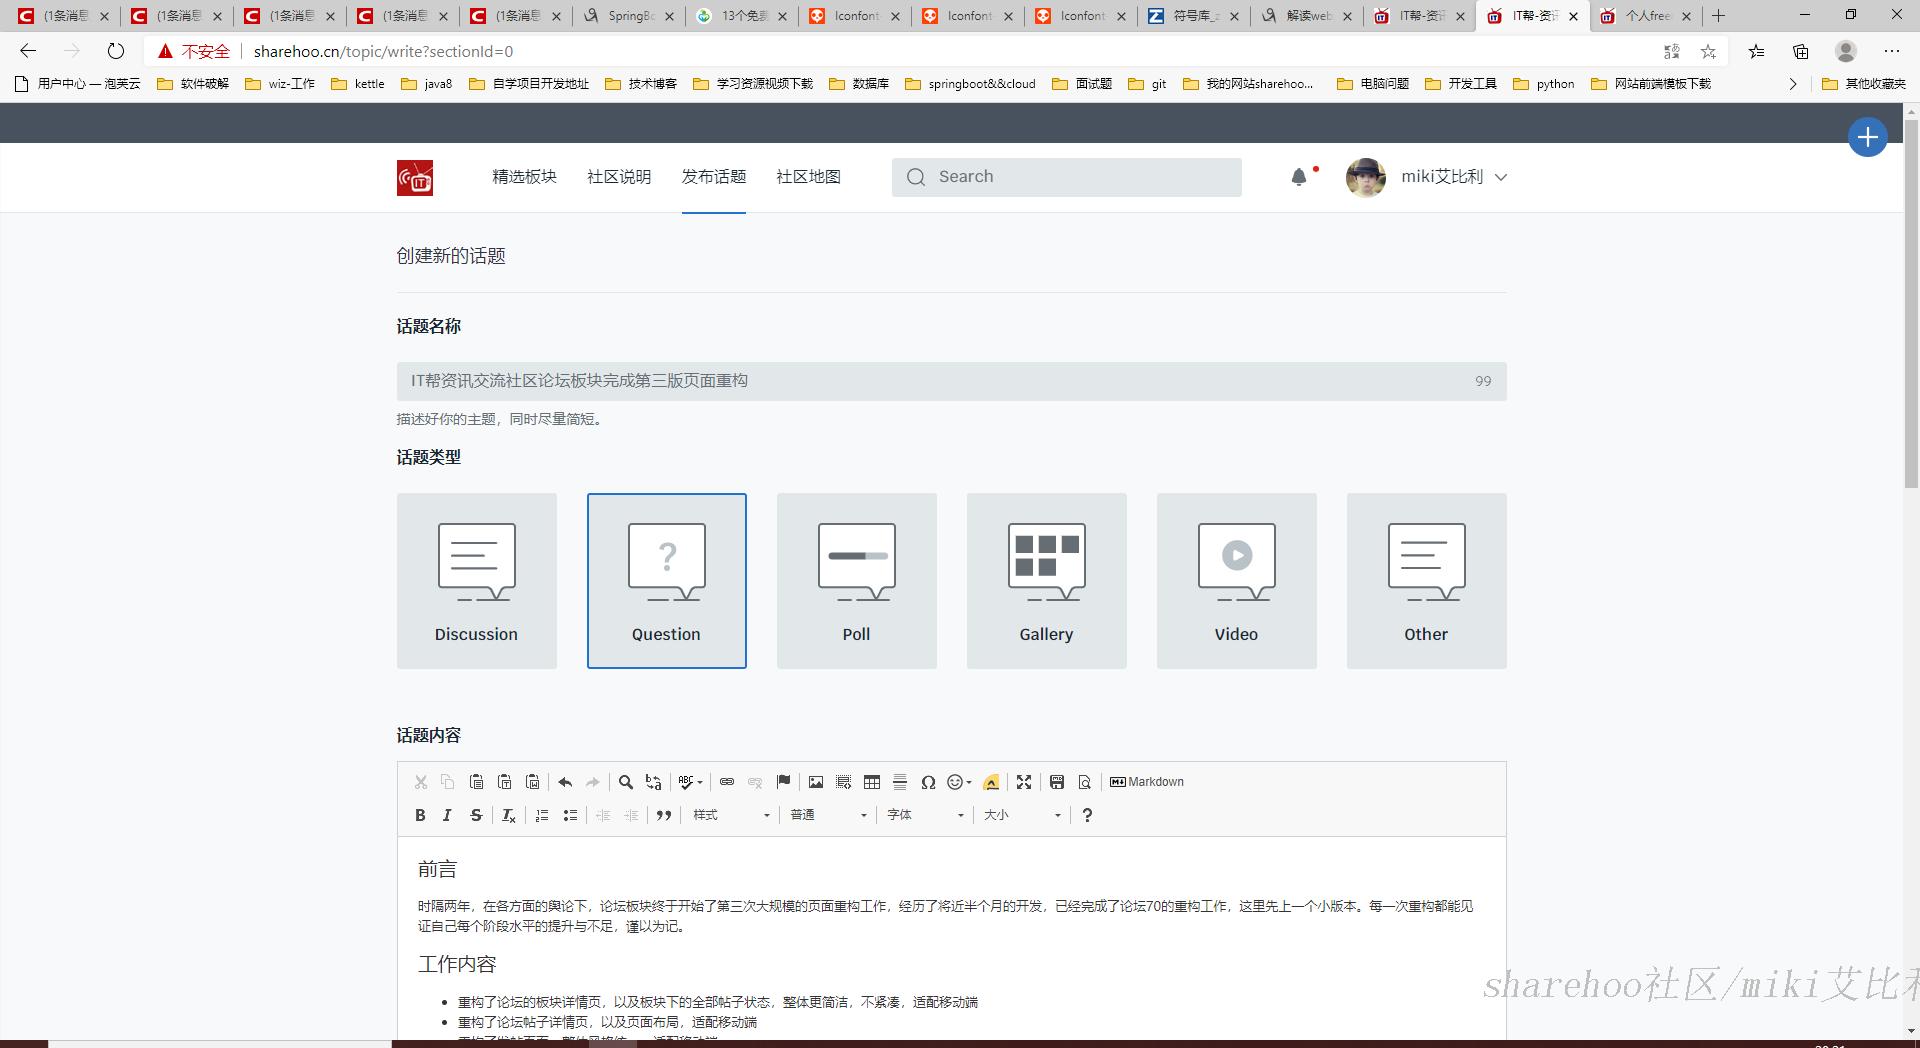 (1条消息
(1条消息
(1条消息
(1条消息
(1条消息
SpringBo
13个免费
Iconfont-
Iconfont-
Iconfont-
符号库_z
解读web
IT帮-资讯
IT帮-资讯
个人free
不安全
sharehoo.cn/topic/write?sectionId=0
用户中心 — 泡芙云
软件破解
wiz-工作
kettle
java8
自学项目开发地址
技术博客
学习资源视频下载
数据库
springboot&&cloud
面试题
git
我的网站sharehoo...
电脑问题
开发工具
python
网站前端模板下载
其他收藏夹
IT
精选板块
社区说明
发布话题
社区地图
Search
miki艾比利
创建新的话题
话题名称
IT帮资讯交流社区论坛板块完成第三版页面重构
99
描述好你的主题，同时尽量简短。
话题类型
Discussion
Question
Poll
Gallery
Video
Other
话题内容
Markdown
样式
普通
字体
大小
前言
时隔两年，在各方面的舆论下，论坛板块终于开始了第三次大规模的页面重构工作，经历了将近半个月的开发，已经完成了论坛70的重构工作，这里先上一个小版本。每一次重构都能见
证自己每个阶段水平的提升与不足，谨以为记。
工作内容
重构了论坛的板块详情页，以及板块下的全部帖子状态，整体更简洁，不紧凑，适配移动端
重构了论坛帖子详情页，以及页面布局，适配移动端
sharehoo社区/miki艾比利